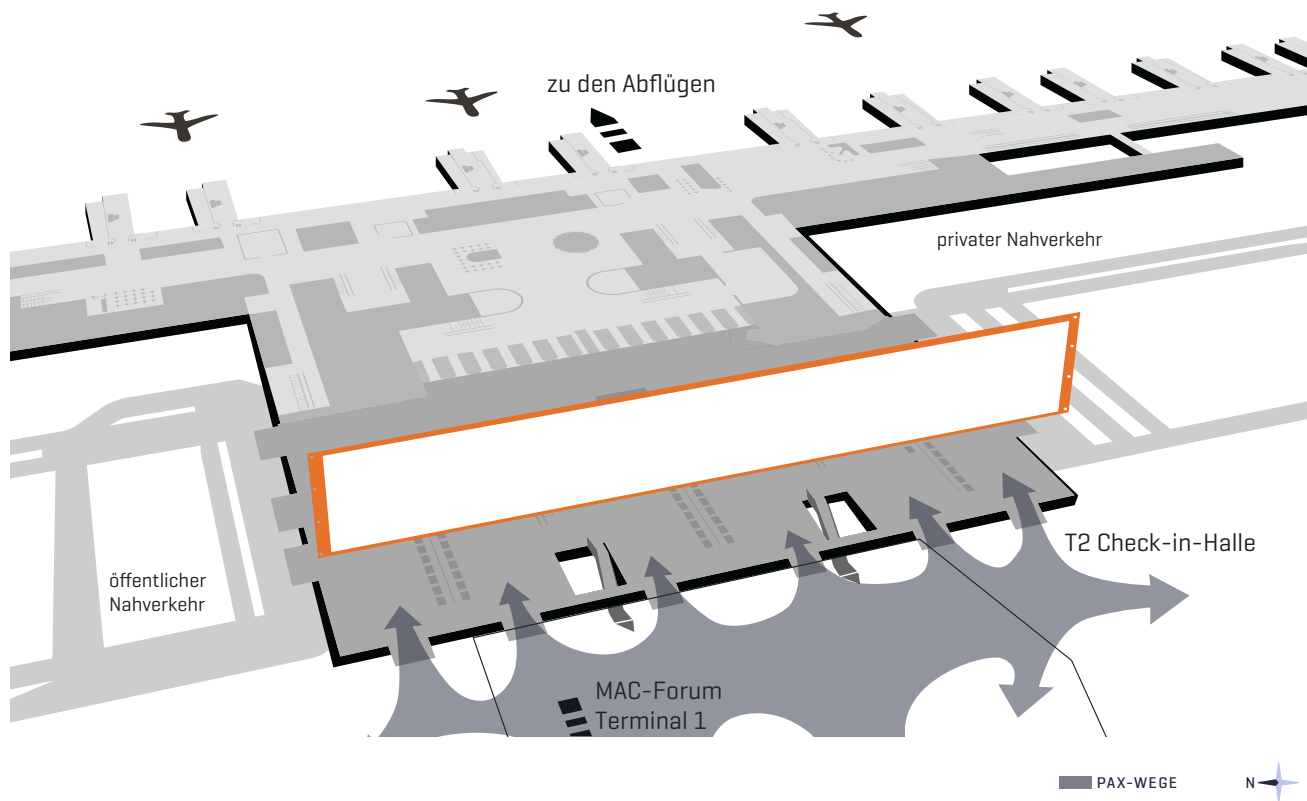 zu den Abflügen
privater Nahverkehr
T2 Check-in-Halle
öffentlicher
Nahverkehr
MAC-Forum
Terminal 1
PAX-WEGE
N